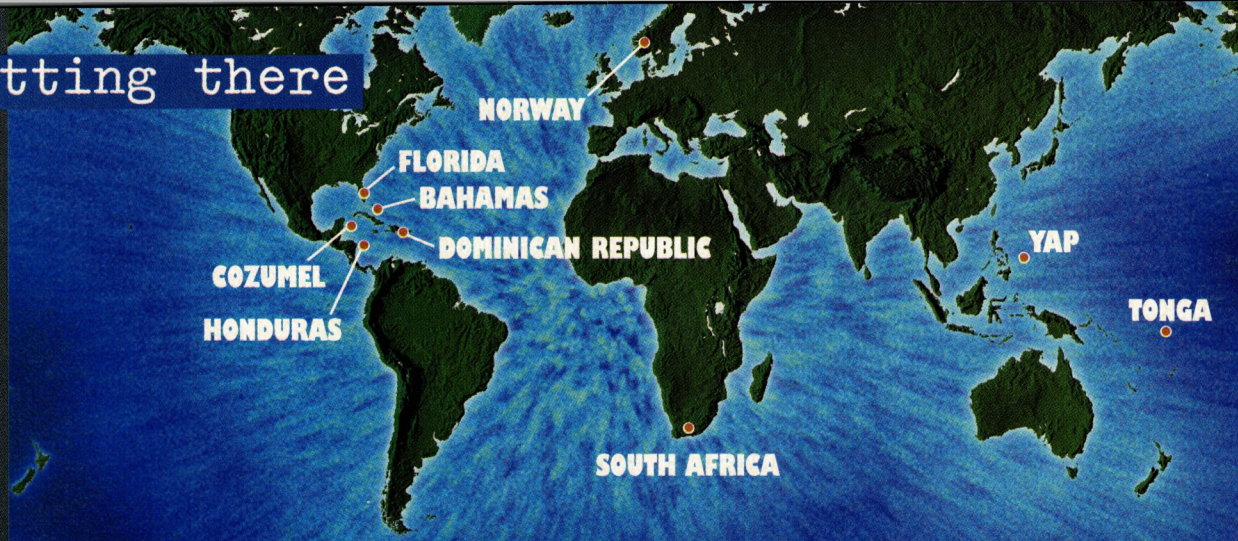 tting there
NORWAY
FLORIDA
BAHAMAS
DOMINICAN REPUBLIC
COZUMEL
HONDURAS
YAP
TONGA
SOUTH AFRICA